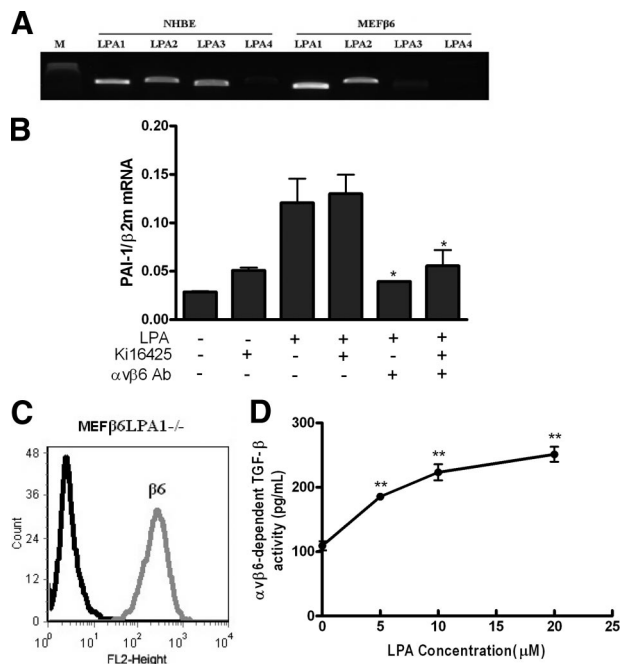 A
NHBE MEFβ6
M LPA1 LPA2 LPA3 LPA4 LPA1 LPA2 LPA3 LPA4
B
PAI-1/β2m mRNA
0.20
0.15
0.10
0.05
0.00
* *
LPA - - + + + +
Ki16425 - + - + - +
αvβ6 Ab - - - - + +
C
MEFβ6LPA1-/-
β6
Count
48
36
24
12
0
10^0 10^1 10^2 10^3 10^4
FL2-Height
D
αvβ6-dependent TGF-β
activity (pg/mL)
300
200
100
0
** ** **
0 5 10 15 20 25
LPA Concentration(μM)